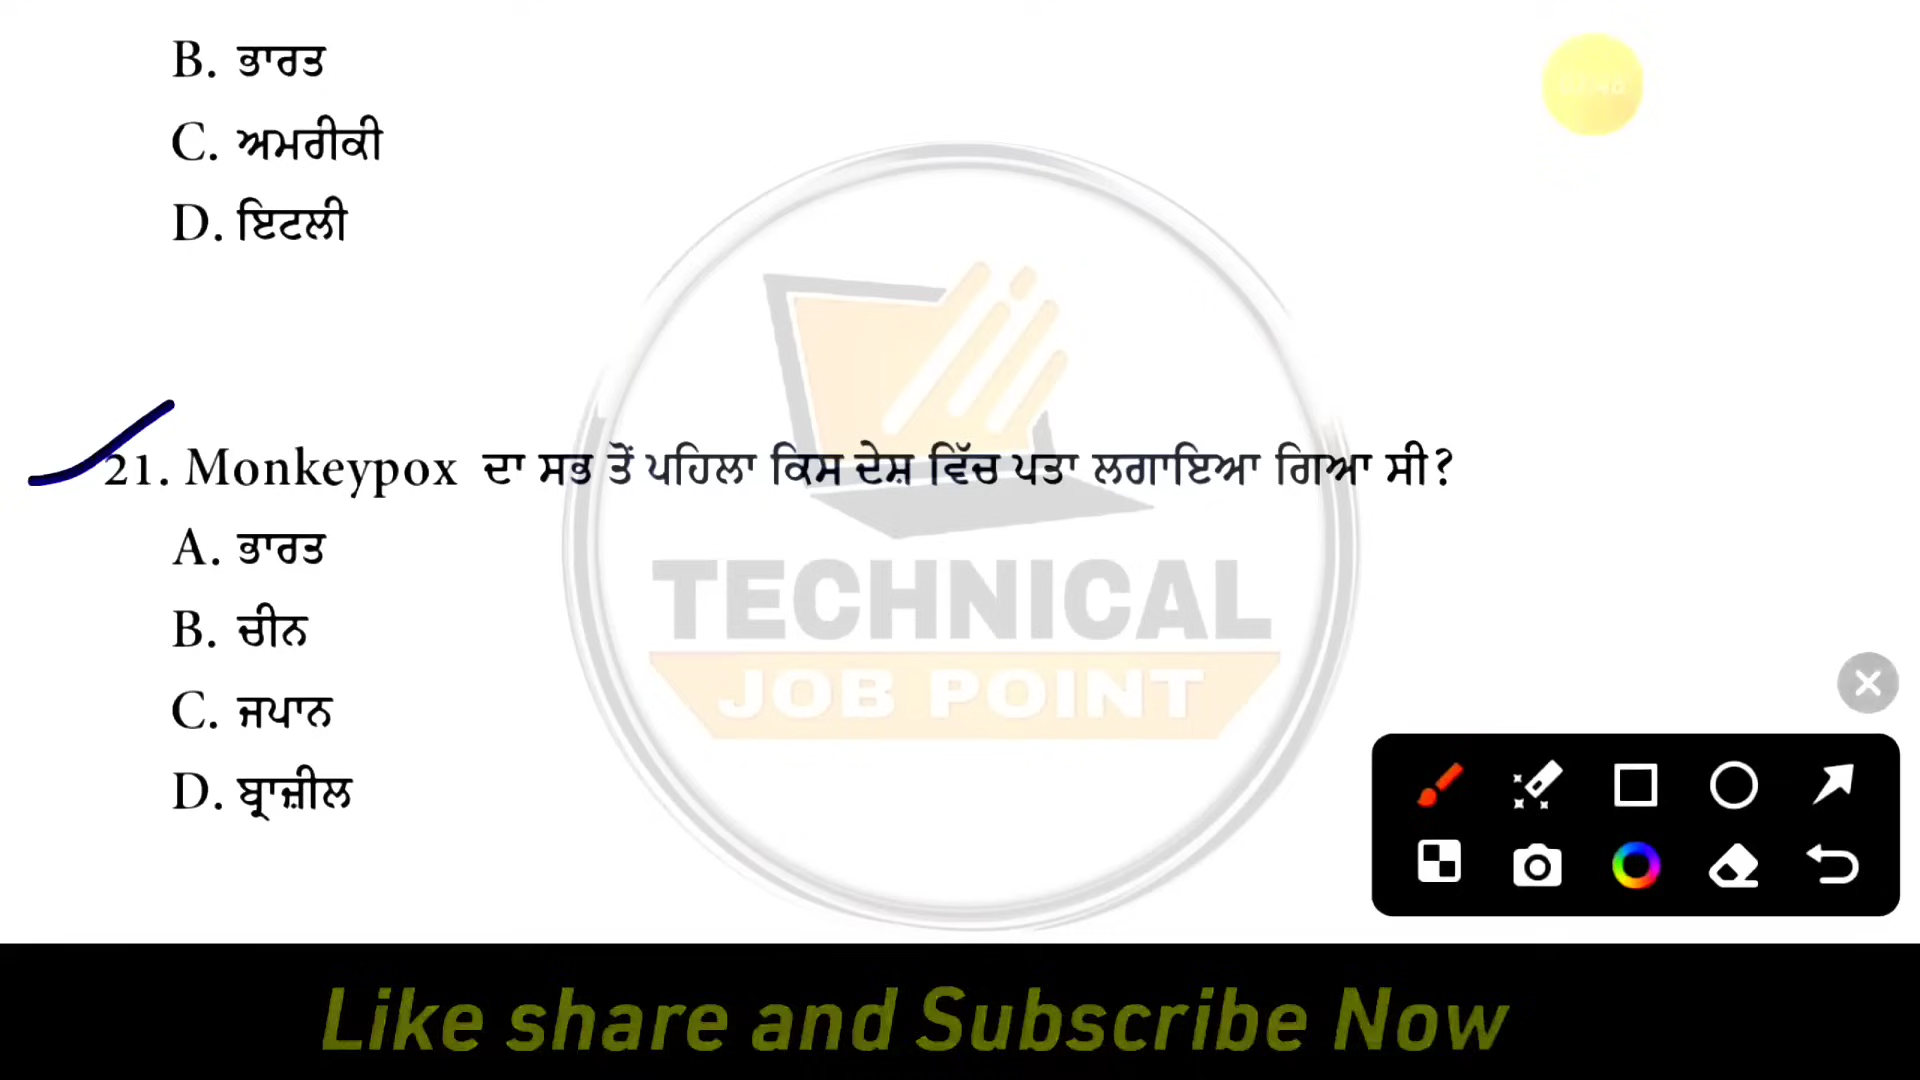 B. ਭਾਰਤ
C. ਅਮਰੀਕੀ
D. ਇਟਲੀ
21. Monkeypox ਦਾ ਸਭ ਤੋਂ ਪਹਿਲਾ ਕਿਸ ਦੇਸ਼ ਵਿੱਚ ਪਤਾ ਲਗਾਇਆ ਗਿਆ ਸੀ?
A. ਭਾਰਤ
B. ਚੀਨ
C. ਜਪਾਨ
D. ਬ੍ਰਾਜ਼ੀਲ
TECHNICAL
JOB POINT
Like share and Subscribe Now